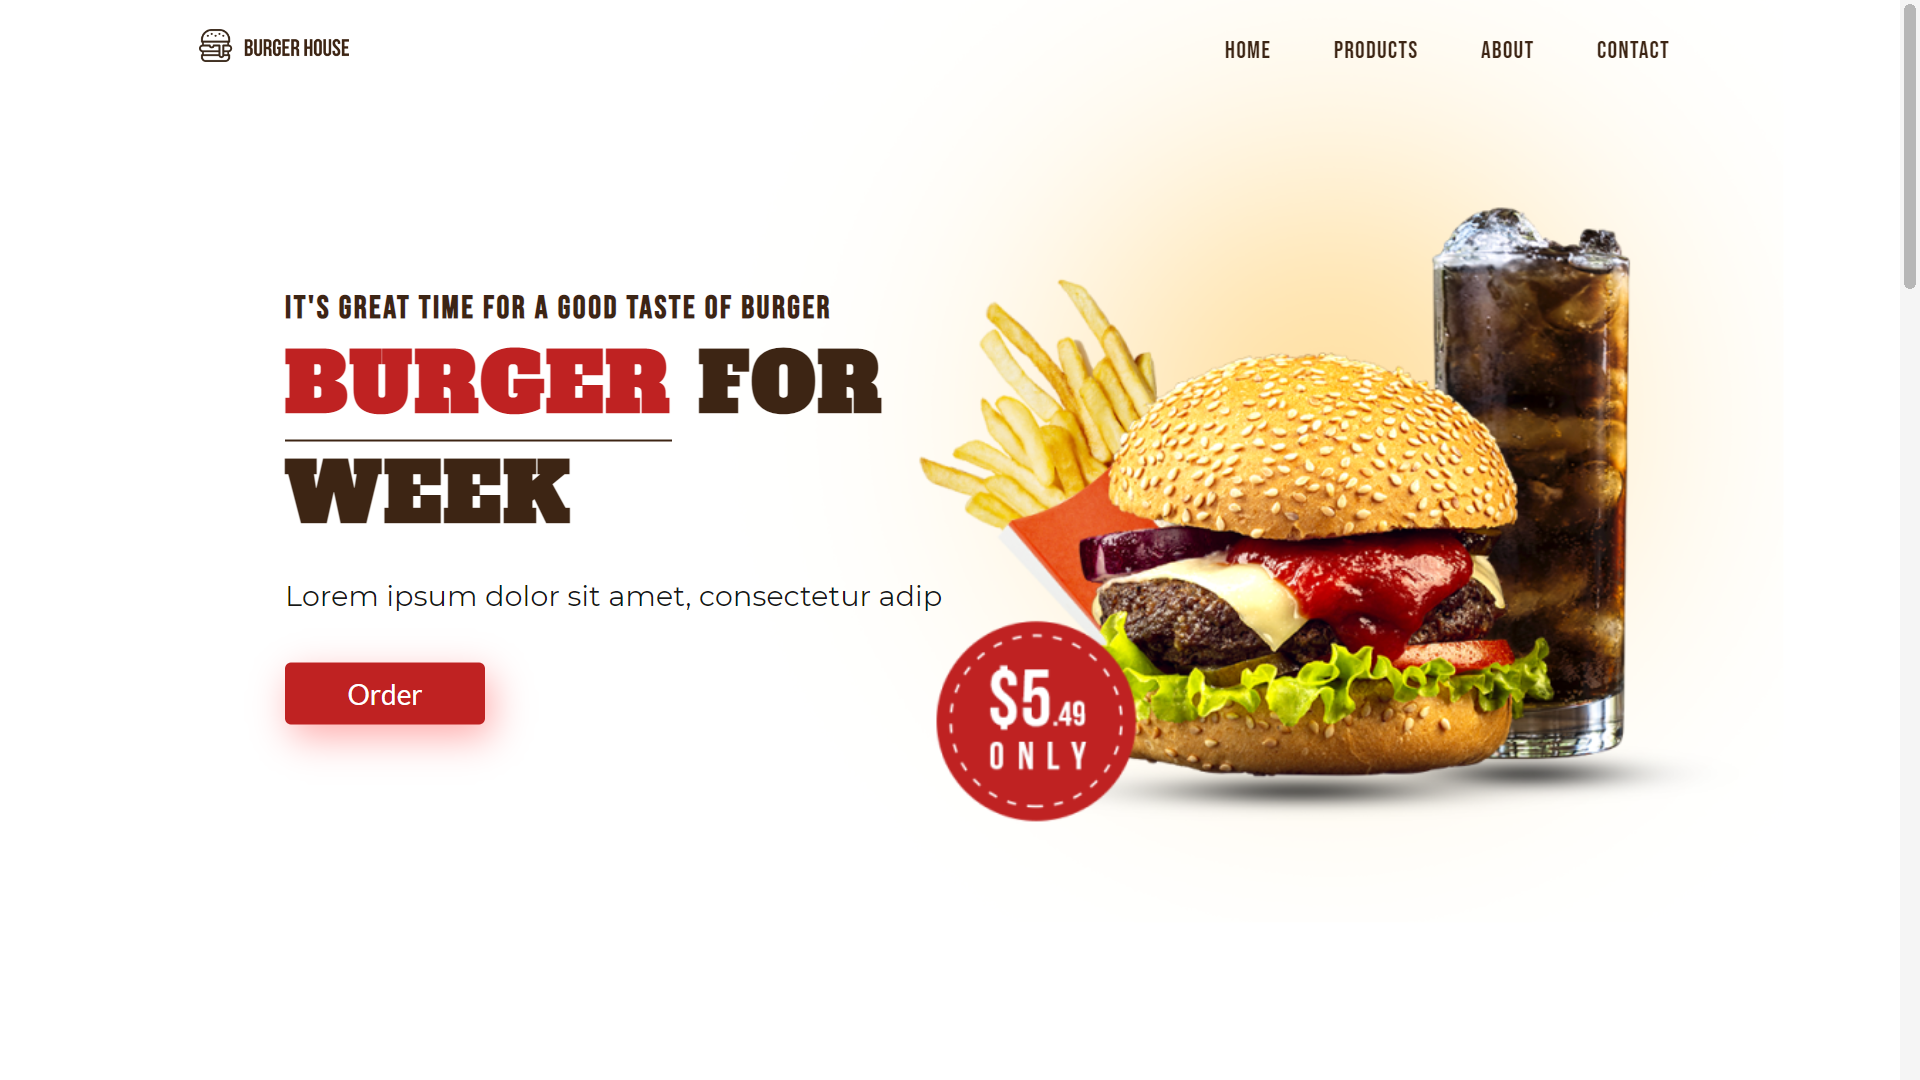 BURGER HOUSE
HOME PRODUCTS ABOUT CONTACT
IT'S GREAT TIME FOR A GOOD TASTE OF BURGER
BURGER FOR
WEEK
Lorem ipsum dolor sit amet, consectetur adip
Order
$5.49
ONLY